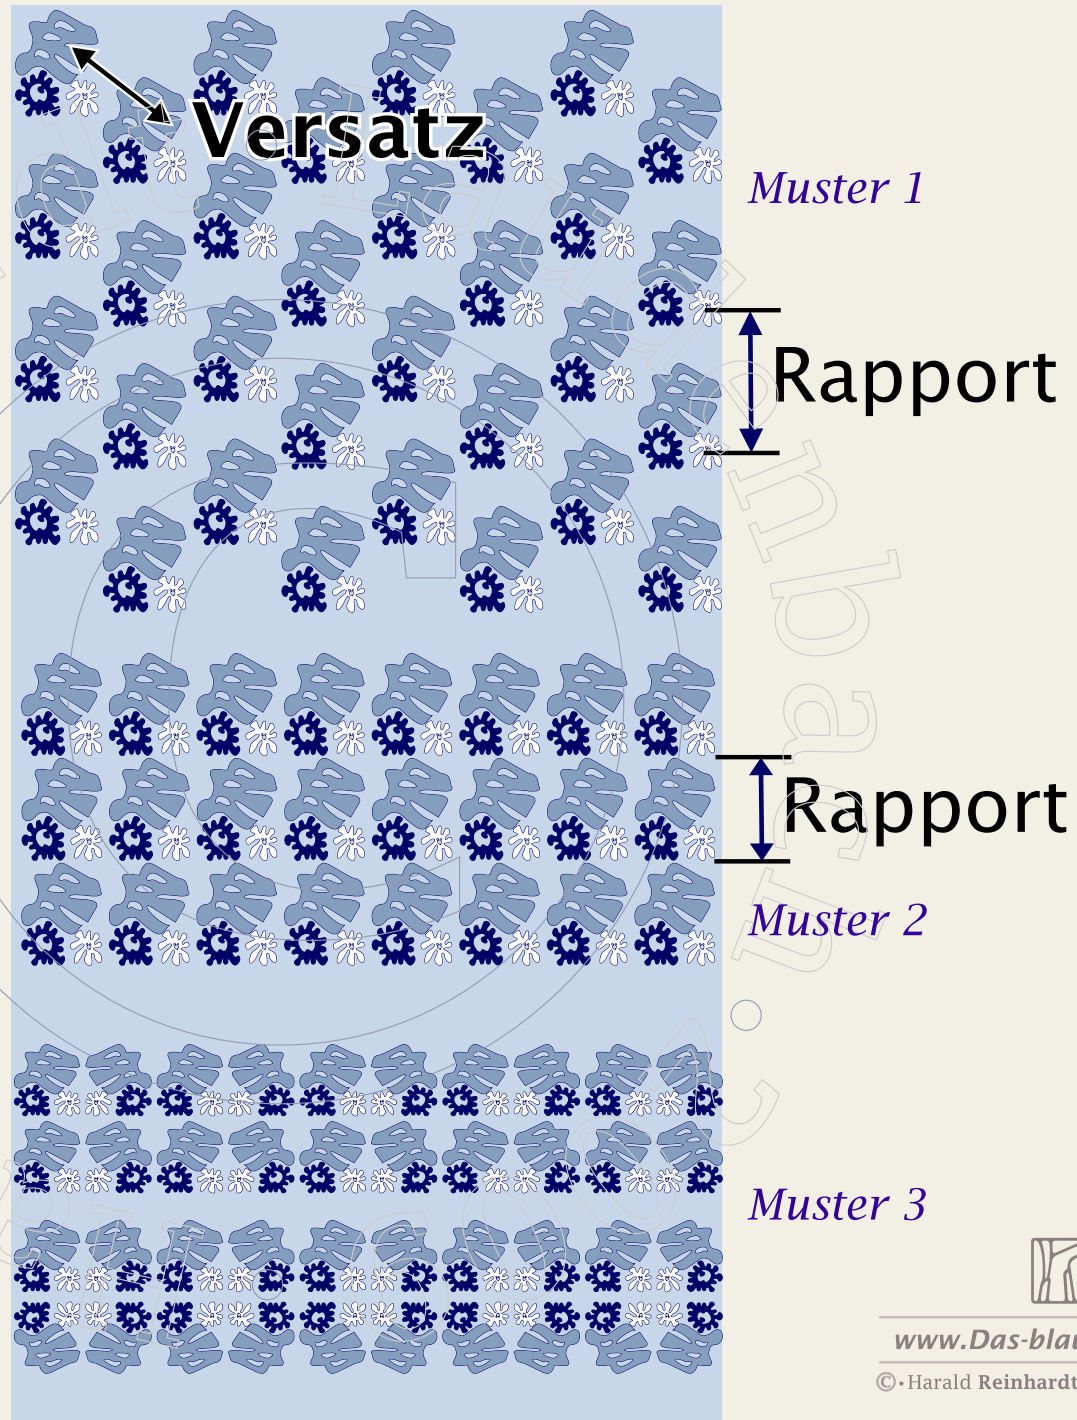 Versatz
Muster 1
Rapport
Rapport
Muster 2
Muster 3
www.Das-blau
©•Harald Reinhardt